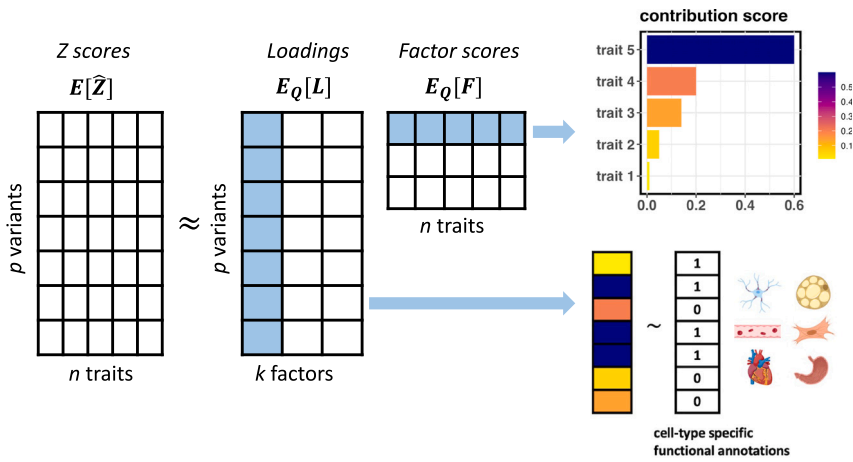 Z scores
E[Ẑ]
p variants
n traits
≈
Loadings
E_Q[L]
p variants
k factors
Factor scores
E_Q[F]
n traits
contribution score
trait 5
trait 4
trait 3
trait 2
trait 1
0.0 0.2 0.4 0.6
0.5
0.4
0.3
0.2
0.1
~
1
1
0
1
1
0
0
cell-type specific
functional annotations